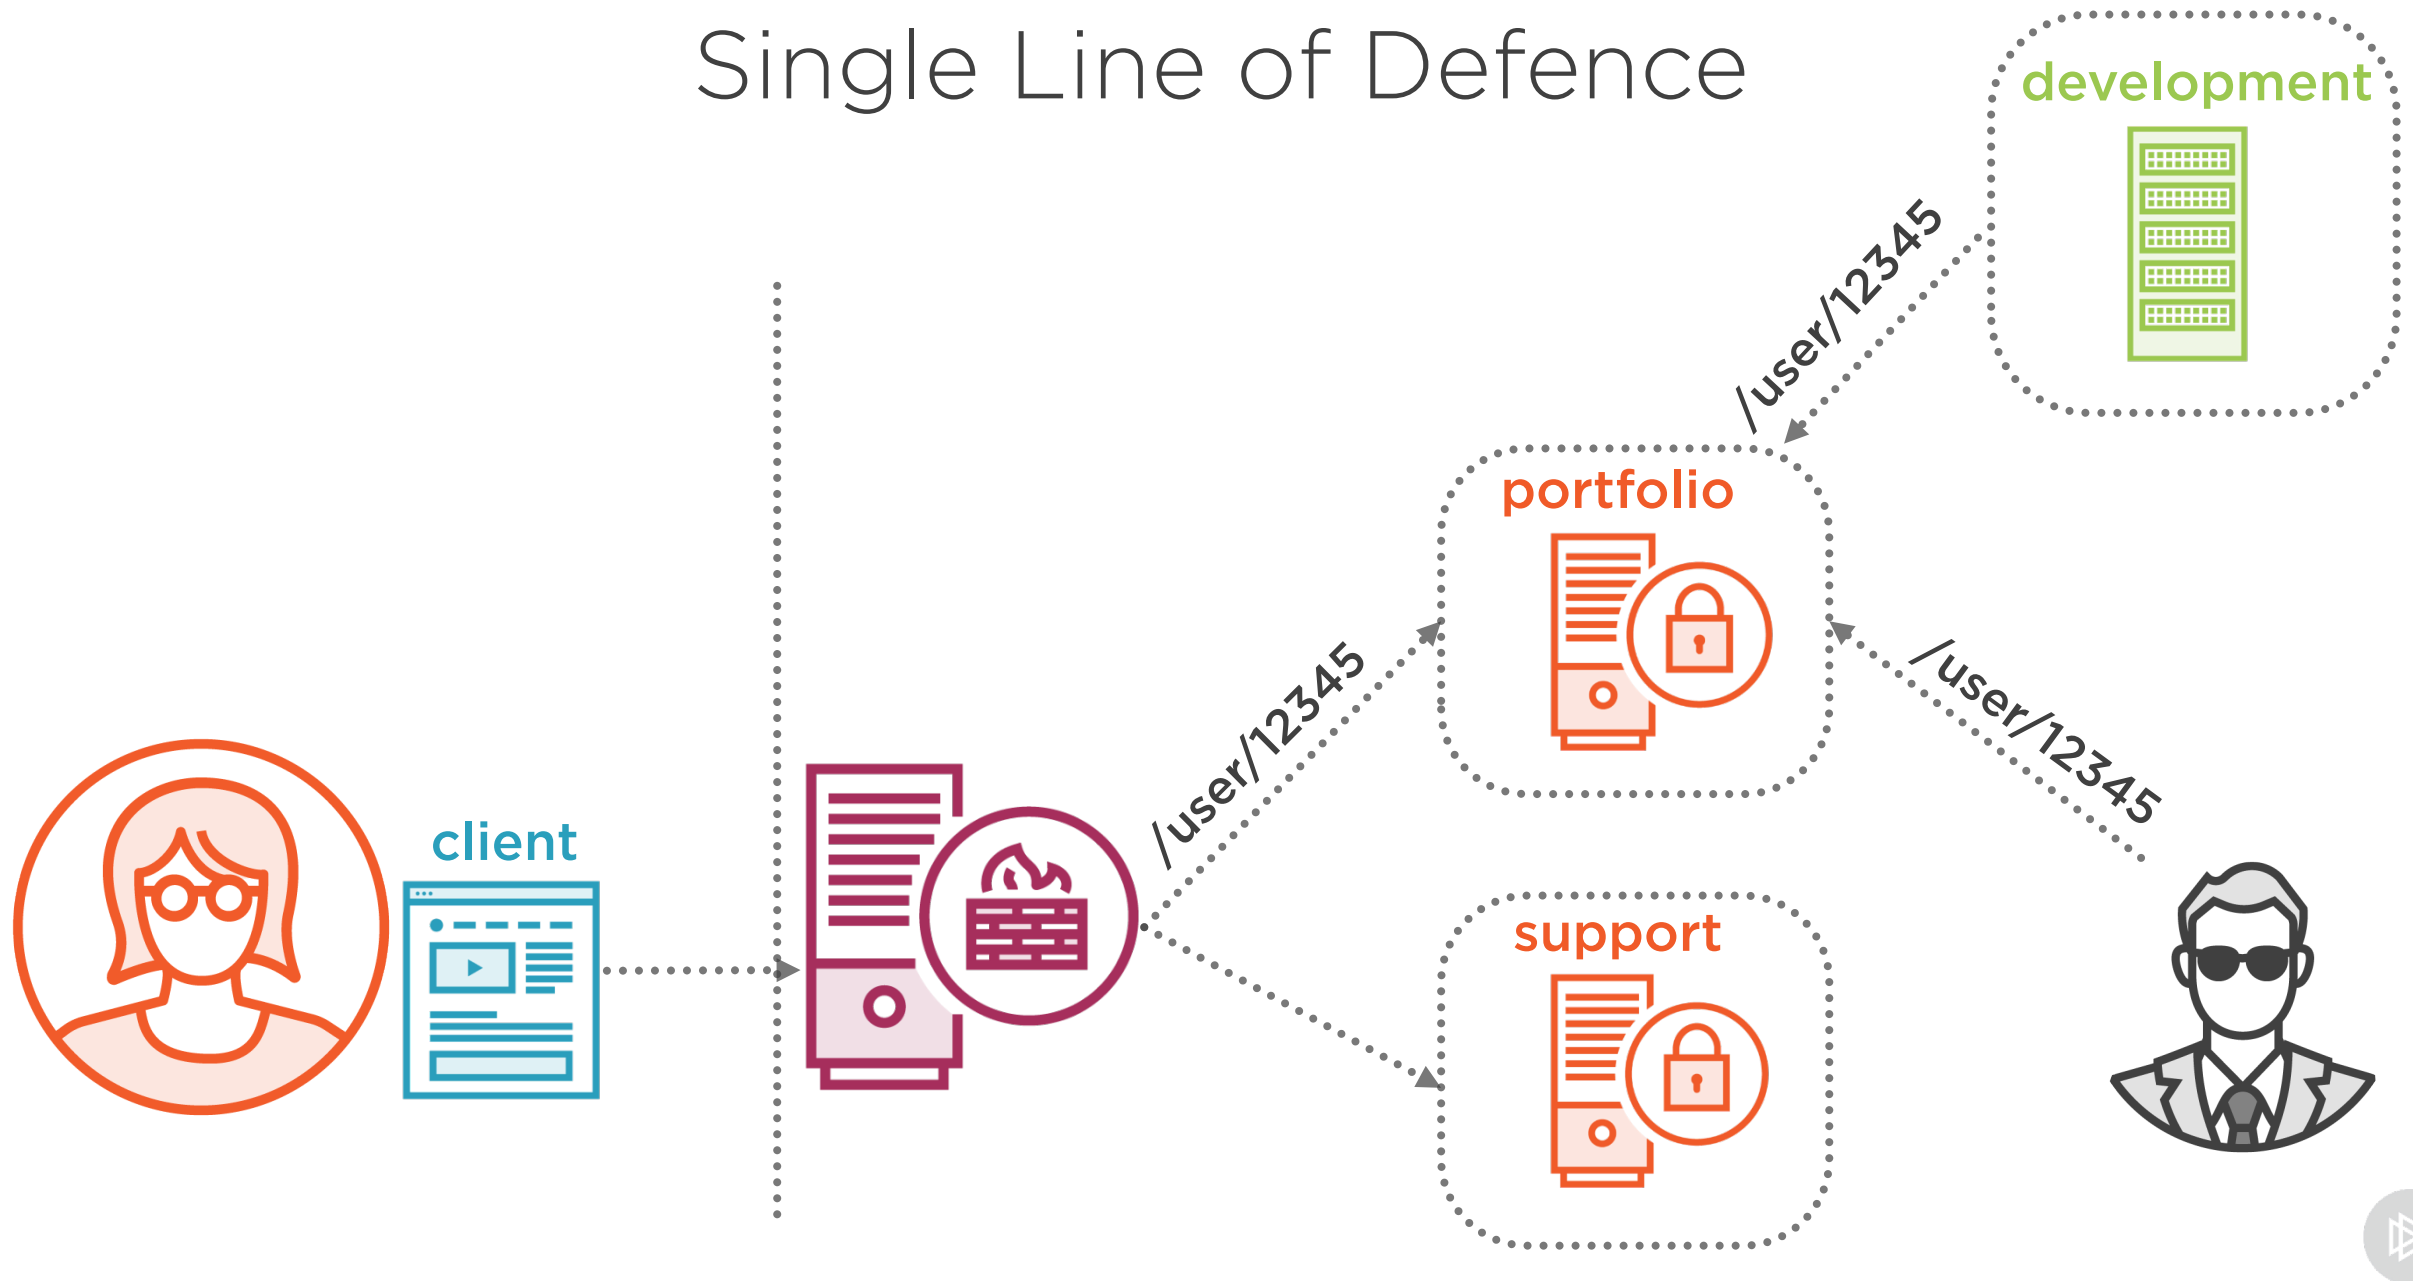 Single Line of Defence
development
/user/12345
portfolio
/user/12345
/user/12345
client
support